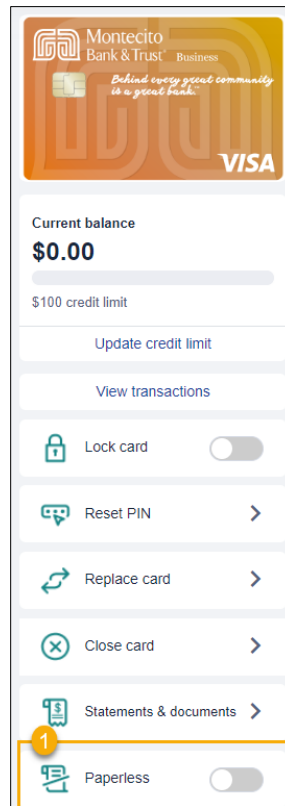 Montecito
Bank & Trust® Business
Behind every great community
is a great bank.™
VISA
Current balance
$0.00
$100 credit limit
Update credit limit
View transactions
Lock card
Reset PIN
Replace card
Close card
Statements & documents
1
Paperless